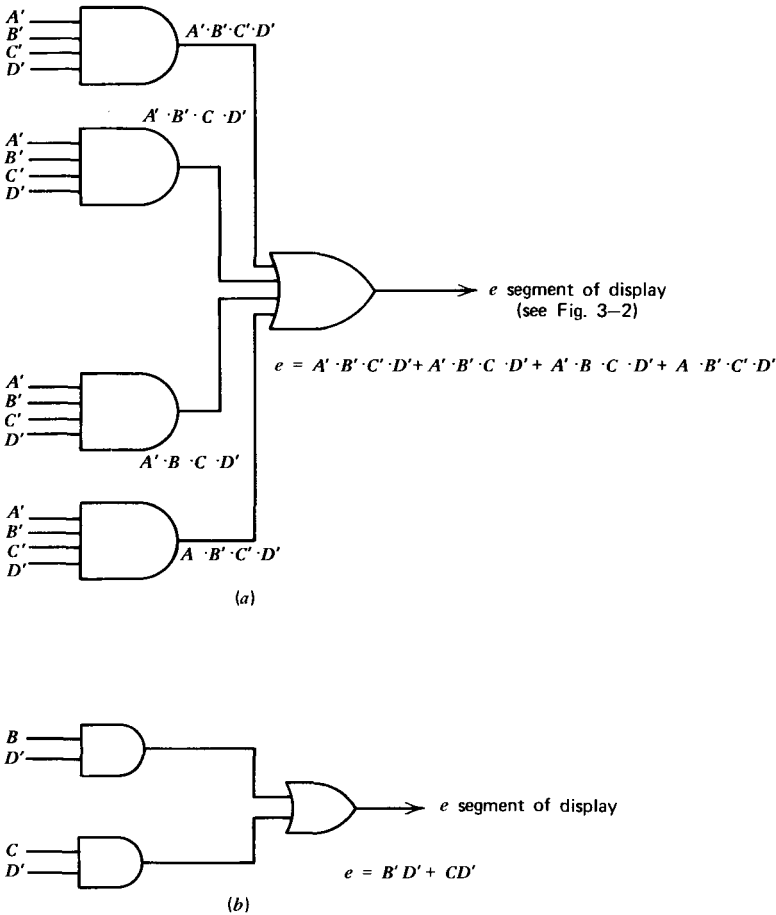 A'
B'
C'
D'
A'·B'·C'·D'
A' ·B' · C ·D'
A'
B'
C'
D'
e segment of display
(see Fig. 3–2)
e = A' ·B' ·C' ·D' + A' ·B' ·C ·D' + A' ·B ·C ·D' + A ·B' ·C' ·D'
A'
B'
C'
D'
A' ·B ·C ·D'
A'
B'
C'
D'
A ·B' ·C' ·D'
(a)
B
D'
e segment of display
C
D'
e = B' D' + CD'
(b)